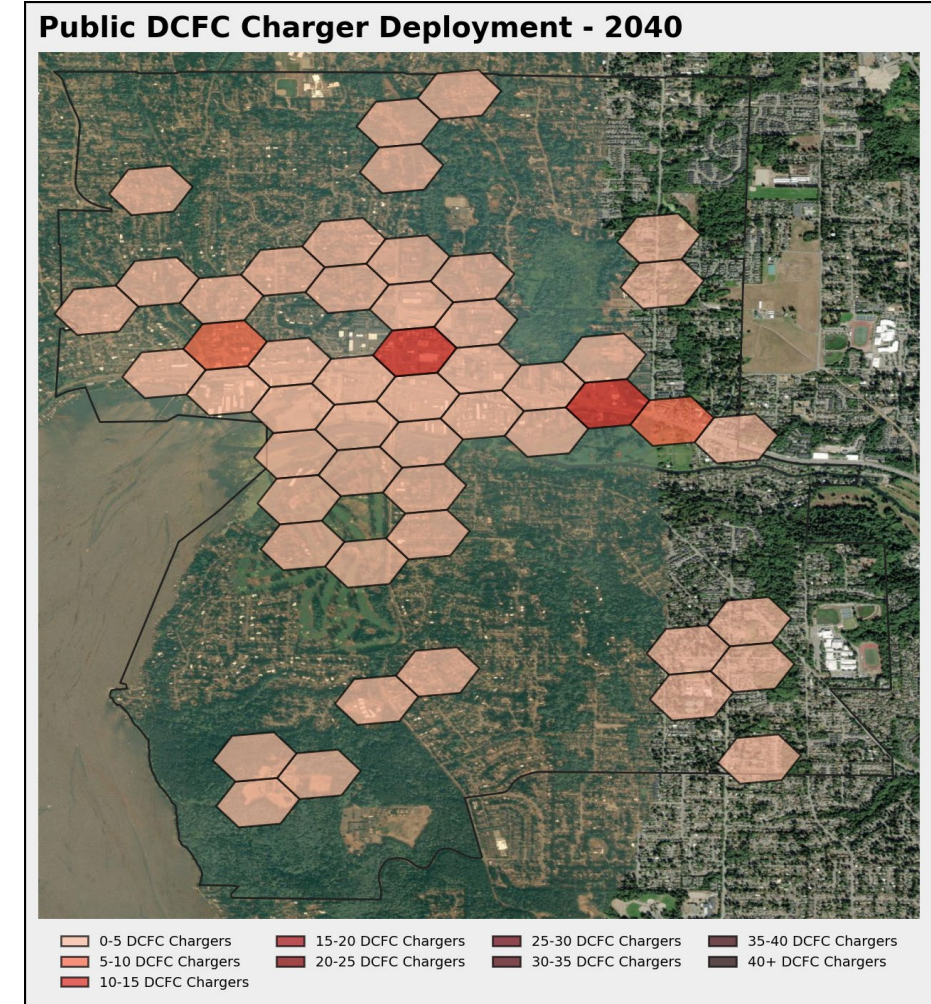 Public DCFC Charger Deployment - 2040
0-5 DCFC Chargers
5-10 DCFC Chargers
10-15 DCFC Chargers
15-20 DCFC Chargers
20-25 DCFC Chargers
25-30 DCFC Chargers
30-35 DCFC Chargers
35-40 DCFC Chargers
40+ DCFC Chargers